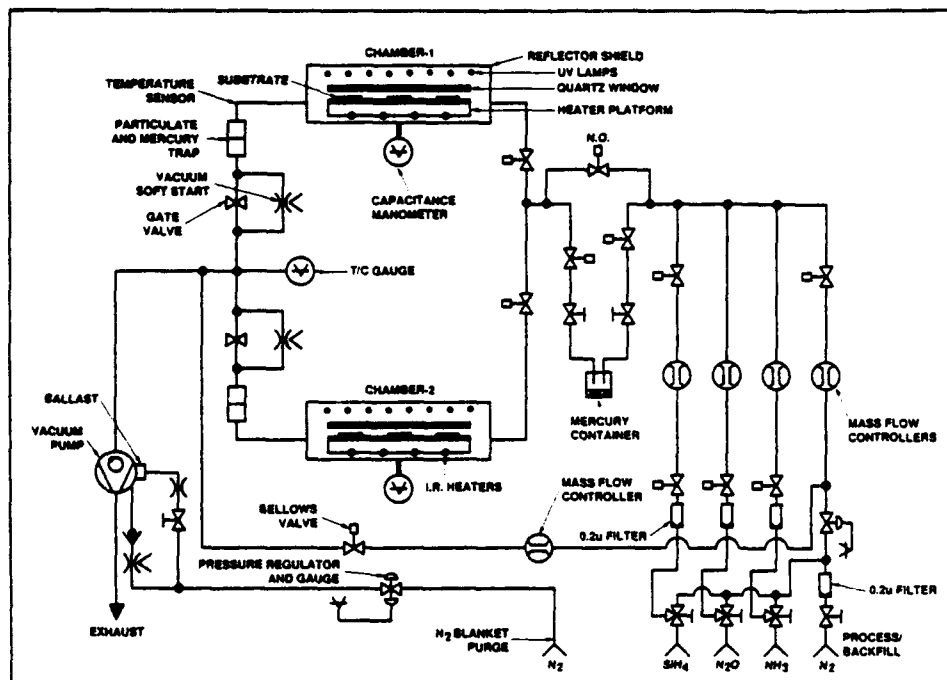 CHAMBER-1
REFLECTOR SHIELD
UV LAMPS
QUARTZ WINDOW
HEATER PLATFORM
SUBSTRATE
TEMPERATURE
SENSOR
PARTICULATE
AND MERCURY
TRAP
VACUUM
SOFT START
GATE
VALVE
CAPACITANCE
MANOMETER
N.O.
T/C GAUGE
CHAMBER-2
I.R. HEATERS
MERCURY
CONTAINER
MASS FLOW
CONTROLLERS
BALLAST
VACUUM
PUMP
BELLOWS
VALVE
MASS FLOW
CONTROLLER
0.2u FILTER
PRESSURE REGULATOR
AND GAUGE
0.2u FILTER
EXHAUST
N2 BLANKET
PURGE
N2
SiH4
N2O
NH3
N2
PROCESS/
BACKFILL